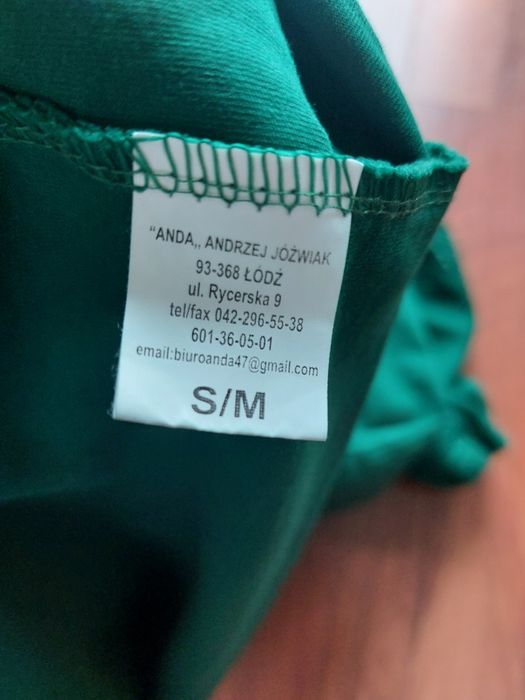 "ANDA,, ANDRZEJ JÓŹWIAK
93-368 ŁÓDŹ
ul. Rycerska 9
tel/fax 042-296-55-38
601-36-05-01
email:biuroanda47@gmail.com
S/M